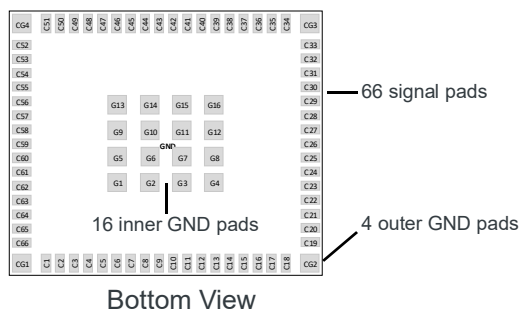 CG4 C51 C50 C49 C48 C47 C46 C45 C44 C43 C42 C41 C40 C39 C38 C37 C36 C35 C34 CG3
C52 C33
C53 C32
C54 C31
C55 C30
C56 G13 G14 G15 G16 C29 66 signal pads
C57 C28
C58 G9 G10 G11 G12 C27
C59 GND C26
C60 G5 G6 G7 G8 C25
C61 C24
C62 G1 G2 G3 G4 C23
C63 C22
C64 16 inner GND pads C21 4 outer GND pads
C65 C20
C66 C19
CG1 C1 C2 C3 C4 C5 C6 C7 C8 C9 C10 C11 C12 C13 C14 C15 C16 C17 C18 CG2
Bottom View